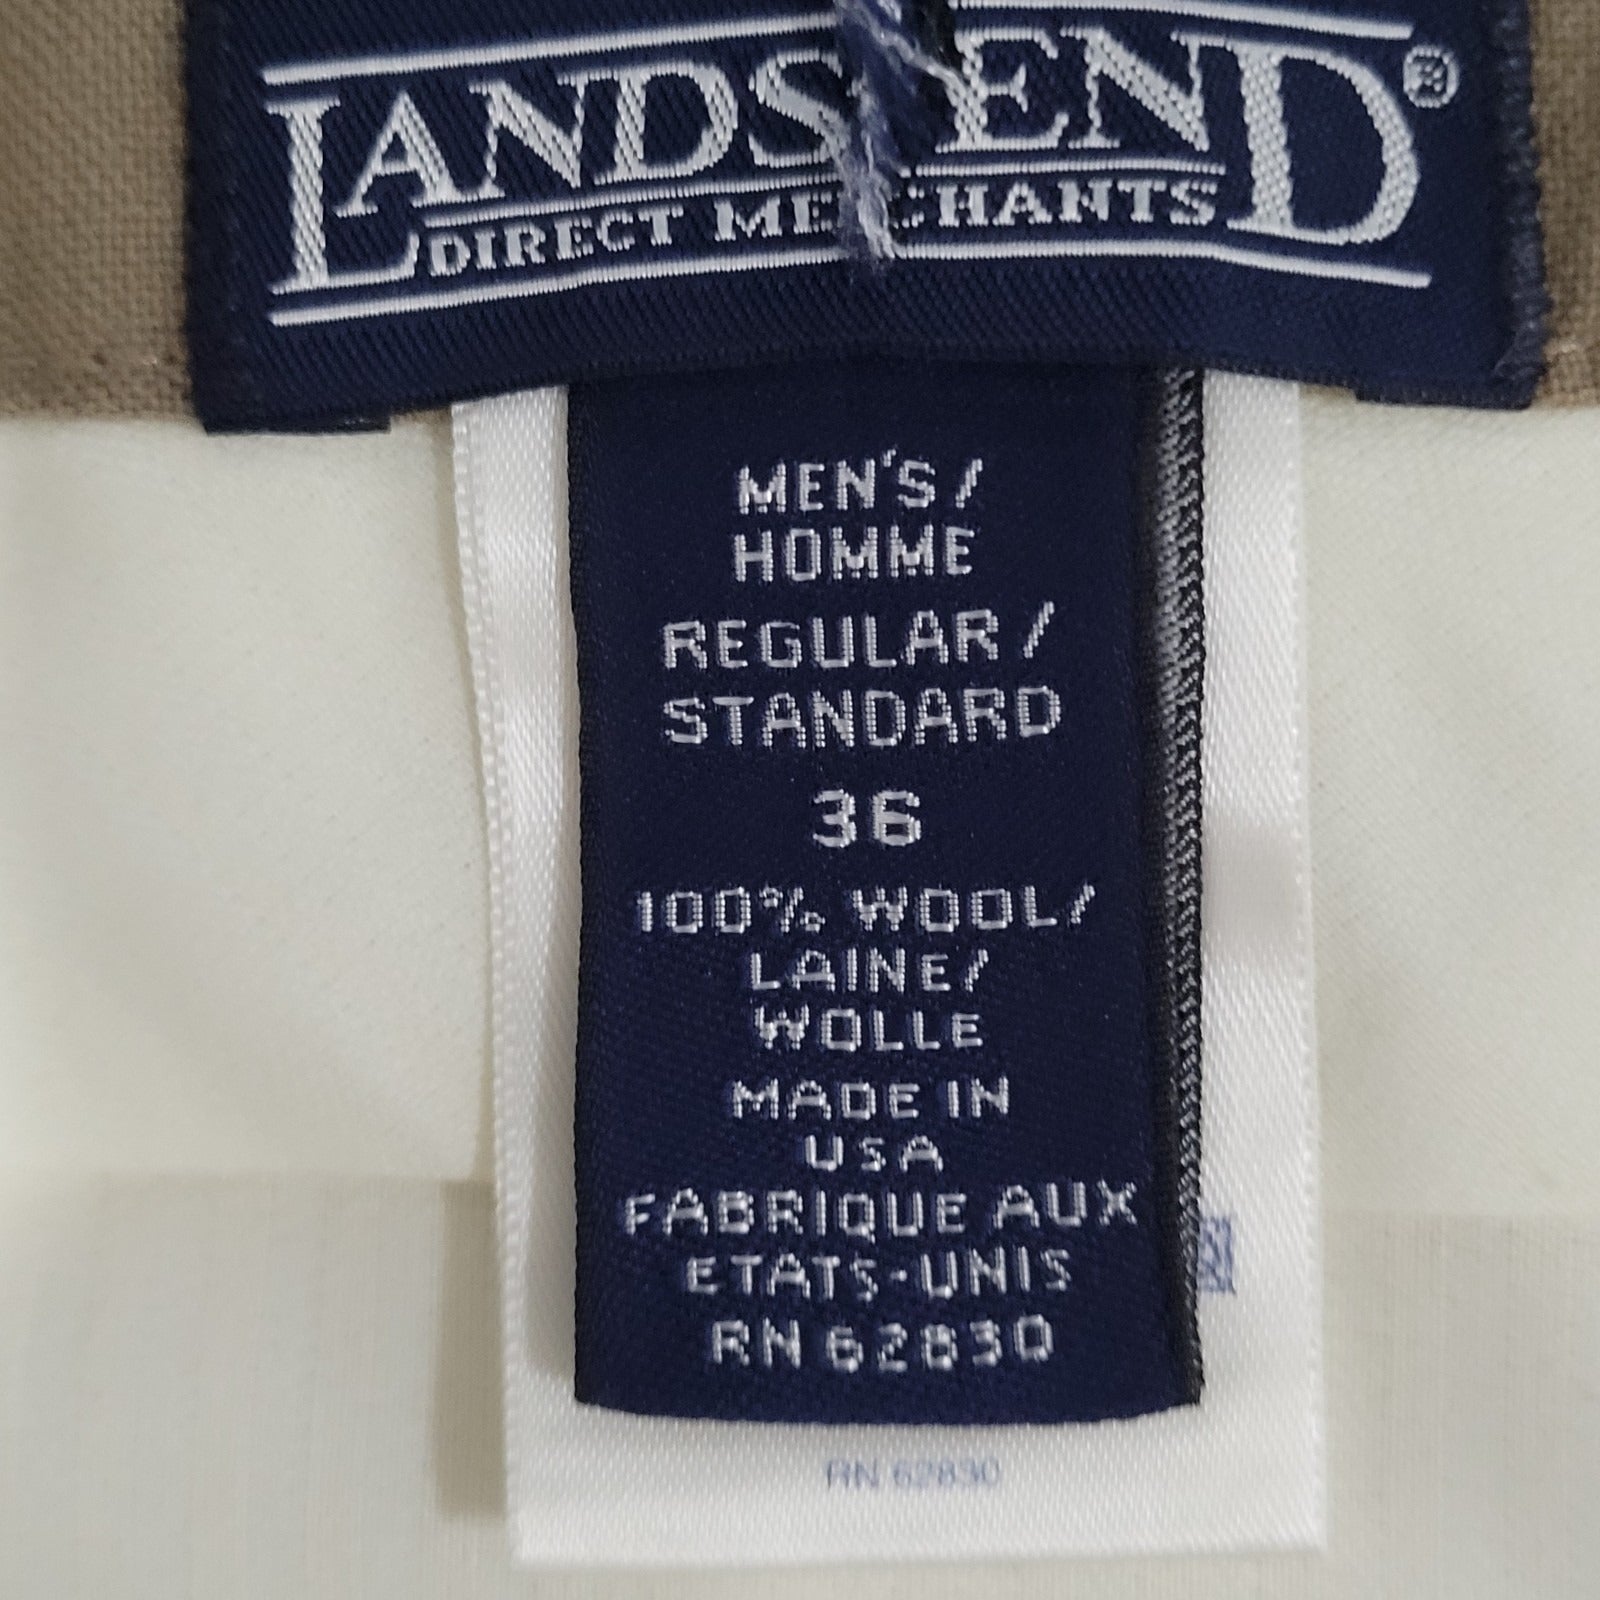 LANDS' END®
DIRECT MERCHANTS
MEN'S/
HOMME
REGULAR/
STANDARD
36
100% WOOL/
LAINE/
WOLLE
MADE IN
USA
FABRIQUE AUX
ETATS-UNIS
RN 62830
RN 62830